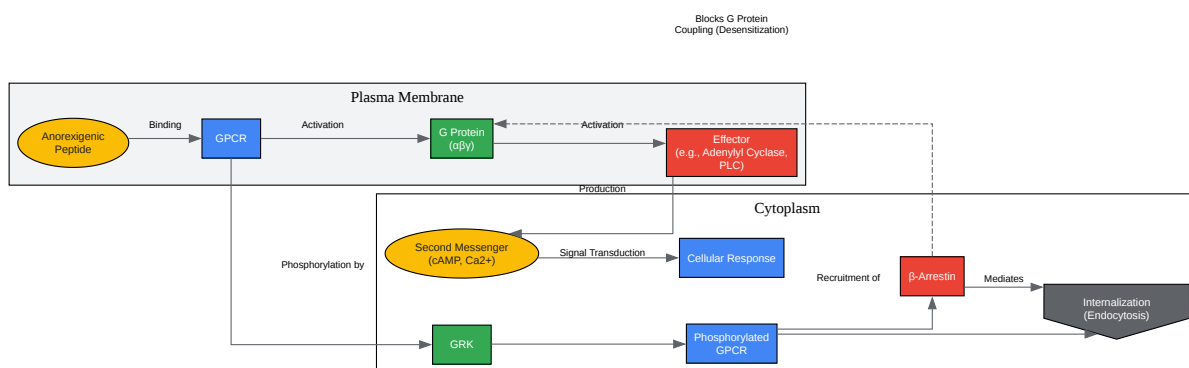 Blocks G Protein
Coupling (Desensitization)
Plasma Membrane
Anorexigenic
Peptide
Binding
GPCR
Activation
G Protein
(αβγ)
Activation
Effector
(e.g., Adenylyl Cyclase,
PLC)
Production
Cytoplasm
Second Messenger
(cAMP, Ca2+)
Signal Transduction
Cellular Response
Phosphorylation by
Recruitment of
β-Arrestin
Mediates
Internalization
(Endocytosis)
GRK
Phosphorylated
GPCR